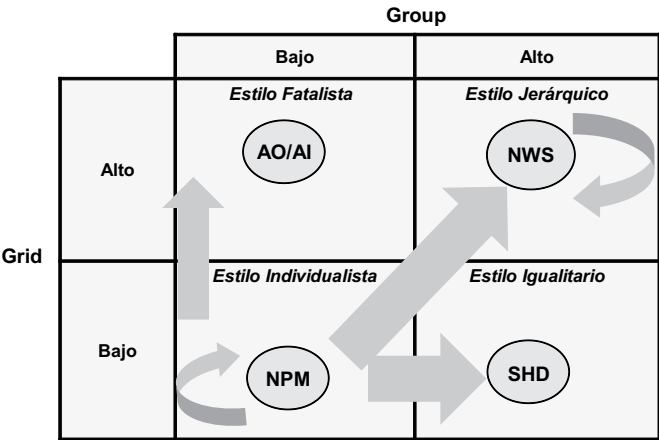 Group
Bajo
Alto
Estilo Fatalista
Estilo Jerárquico
Alto
AO/AI
NWS
Grid
Estilo Individualista
Estilo Igualitario
Bajo
NPM
SHD